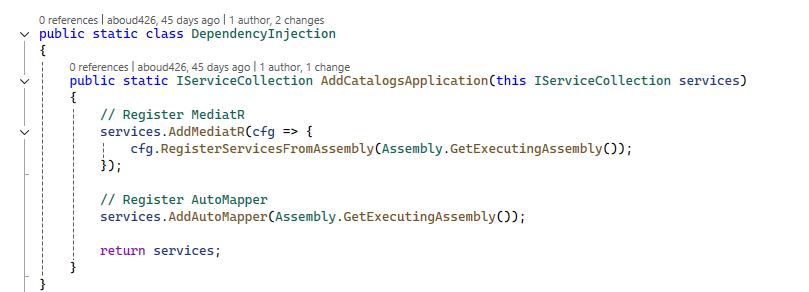 0 references | aboud426, 45 days ago | 1 author, 2 changes
public static class DependencyInjection
{
0 references | aboud426, 45 days ago | 1 author, 1 change
public static IServiceCollection AddCatalogsApplication(this IServiceCollection services)
{
// Register MediatR
services.AddMediatR(cfg => {
cfg.RegisterServicesFromAssembly(Assembly.GetExecutingAssembly());
});
// Register AutoMapper
services.AddAutoMapper(Assembly.GetExecutingAssembly());
return services;
}
}